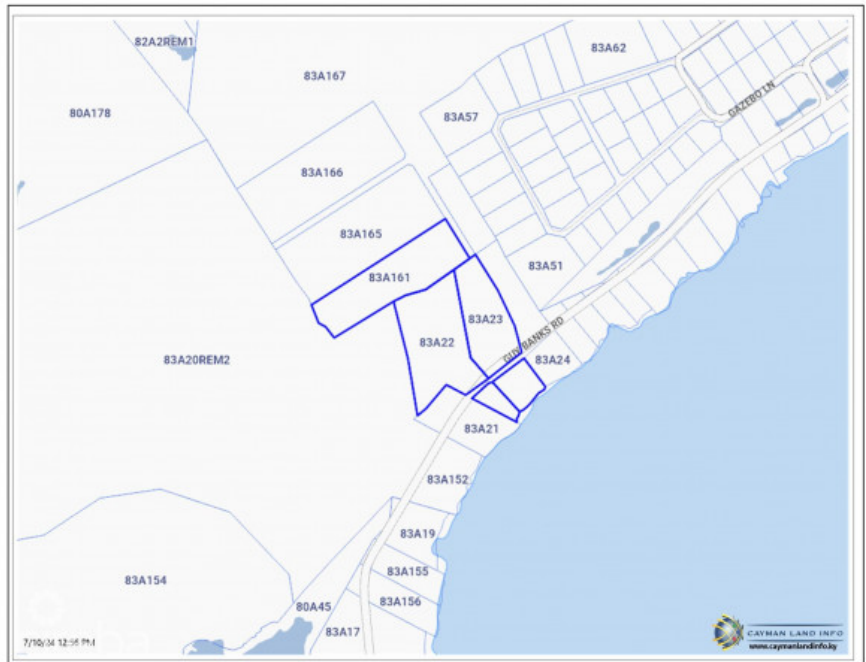 82A2REM1
83A62
83A167
80A178
GAZEBO LN
83A57
83A166
83A165
83A51
83A161
83A23
GUY BANKS RD
83A22
83A24
83A20REM2
83A21
83A152
83A19
83A154
83A155
83A156
80A45
83A17
7/10/24 12:56 PM
CAYMAN LAND INFO
www.caymanlandinfo.ky